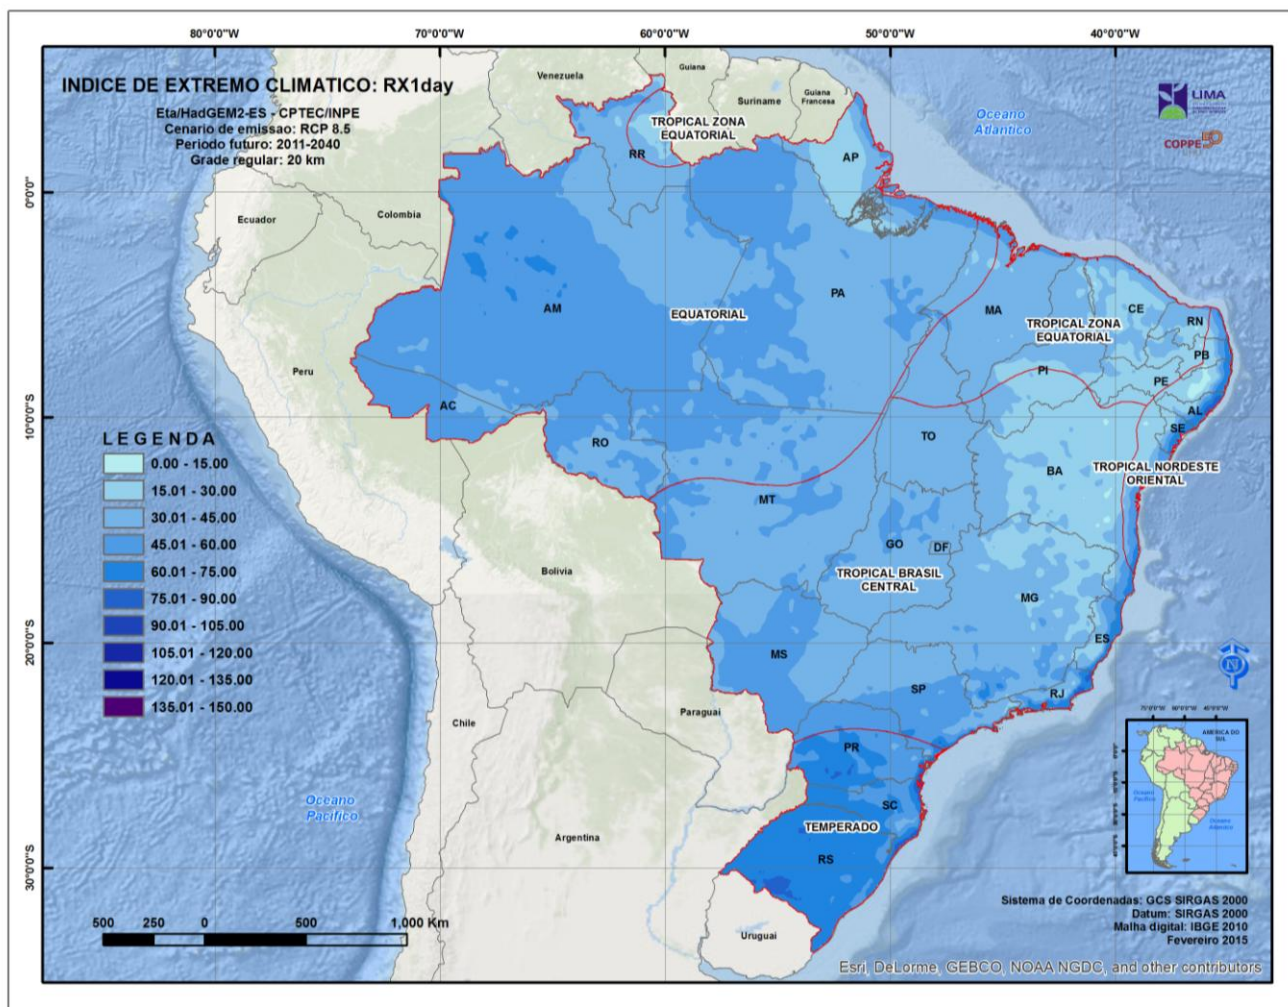 80°0'0"W 70°0'0"W 60°0'0"W 50°0'0"W 40°0'0"W
INDICE DE EXTREMO CLIMATICO: RX1day
Eta/HadGEM2-ES - CPTEC/INPE
Cenario de emissao: RCP 8.5
Periodo futuro: 2011-2040
Grade regular: 20 km
Venezuela
Guiana
Suriname
Guiana
Francesa
Oceano
Atlantico
LIMA
COPPE
TROPICAL ZONA
EQUATORIAL
RR
AP
0°0'0"
Ecuador
Colombia
AM
EQUATORIAL
PA
MA
CE
RN
TROPICAL ZONA
EQUATORIAL
PB
Peru
PI
PE
AC
AL
10°0'0"S
SE
RO
TO
BA
TROPICAL NORDESTE
ORIENTAL
MT
LEGENDA
0.00 - 15.00
15.01 - 30.00
30.01 - 45.00
45.01 - 60.00
60.01 - 75.00
75.01 - 90.00
90.01 - 105.00
105.01 - 120.00
120.01 - 135.00
135.01 - 150.00
GO
DF
Bolivia
TROPICAL BRASIL
CENTRAL
MG
20°0'0"S
ES
MS
SP
RJ
N
Chile
Paraguai
PR
Oceano
Pacifico
SC
Argentina
TEMPERADO
RS
30°0'0"S
AMERICA DO
SUL
Oceano
Pacifico
Oceano
Atlantico
500 250 0 500 1,000 Km
Uruguai
Sistema de Coordenadas: GCS SIRGAS 2000
Datum: SIRGAS 2000
Malha digital: IBGE 2010
Fevereiro 2015
Esri, DeLorme, GEBCO, NOAA NGDC, and other contributors